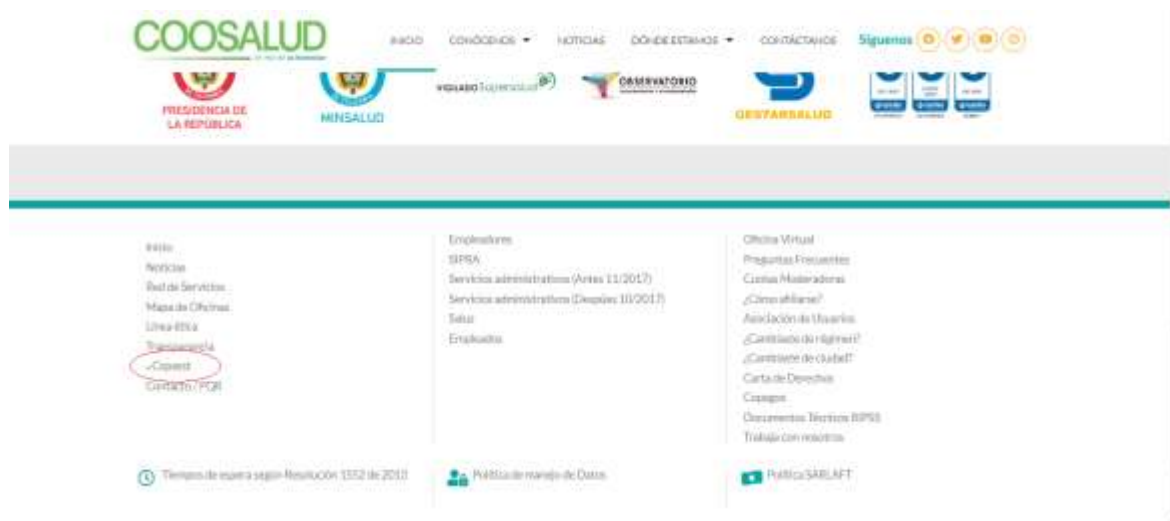 COOSALUD
INICIO CONÓCENOS NOTICIAS DÓNDE ESTAMOS CONTÁCTANOS Síguenos
PRESIDENCIA DE
LA REPÚBLICA
MINSALUD
VIGILADO Supersalud
OBSERVATORIO
GESTARSALUD
Inicio
Noticias
Red de Servicios
Mapa de Oficinas
Línea ética
Transparencia
Copasst
Contacto / PQR
Empleadores
SIPRA
Servicios administrativos (Antes 11/2017)
Servicios administrativos (Despúes 10/2017)
Salud
Empleados
Oficina Virtual
Preguntas Frecuentes
Cuotas Moderadoras
¿Cómo afiliarse?
Asociación de Usuarios
¿Cambiaste de régimen?
¿Cambiaste de ciudad?
Carta de Derechos
Copagos
Documentos Técnicos RIPSS
Trabaja con nosotros
Tiempos de espera según Resolución 1552 de 2013
Política de manejo de Datos
Política SARLAFT